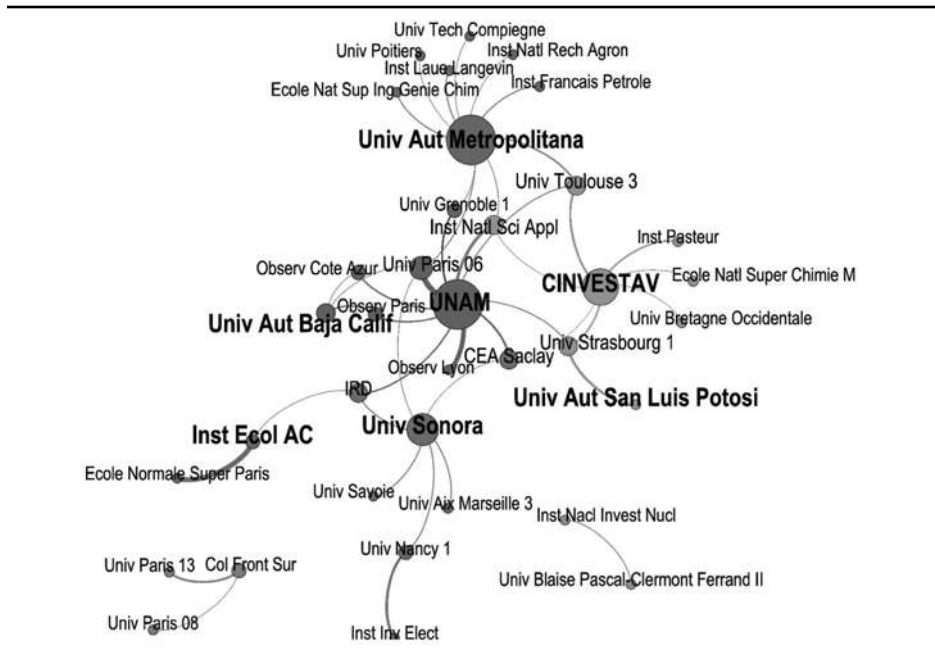 Univ Tech Compiegne
Univ Poitiers
Inst Natl Rech Agron
Inst Laue Langevin
Ecole Nat Sup Ing Genie Chim
Inst Francais Petrole
Univ Aut Metropolitana
Univ Toulouse 3
Univ Grenoble 1
Inst Natl Sci Appl
Inst Pasteur
Observ Cote Azur
Univ Paris 06
CINVESTAV
Ecole Natl Super Chimie M
Observ Paris
UNAM
Univ Aut Baja Calif
Univ Bretagne Occidentale
Univ Strasbourg 1
CEA Saclay
Observ Lyon
IRD
Univ Aut San Luis Potosi
Univ Sonora
Inst Ecol AC
Ecole Normale Super Paris
Univ Savoie
Univ Aix Marseille 3
Inst Nacl Invest Nucl
Univ Nancy 1
Univ Paris 13
Col Front Sur
Univ Blaise Pascal-Clermont Ferrand II
Univ Paris 08
Inst Inv Elect